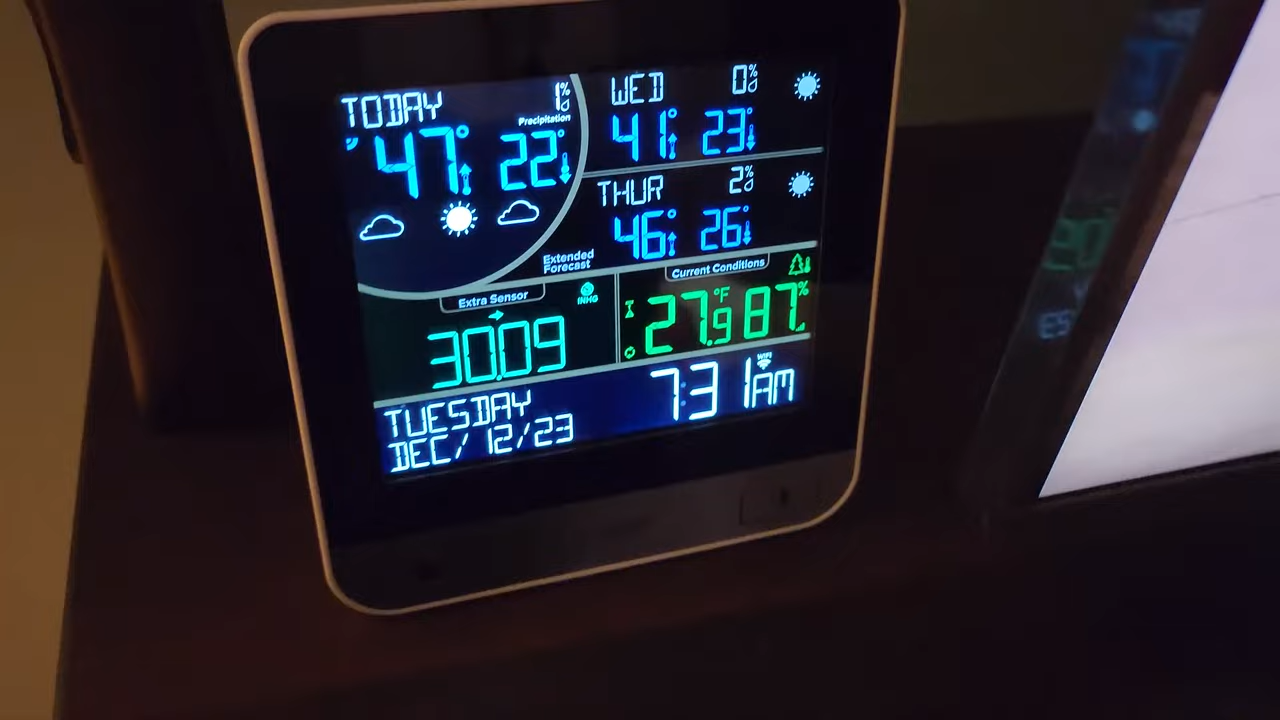 TODAY 1%
Precipitation
47° 22°
WED 0%
41° 23°
THUR 2%
46° 26°
Extended
Forecast
Extra Sensor
INHG
30.09
Current Conditions
27.9°F 87%
TUESDAY
DEC/ 12/23
WIFI
7:31AM